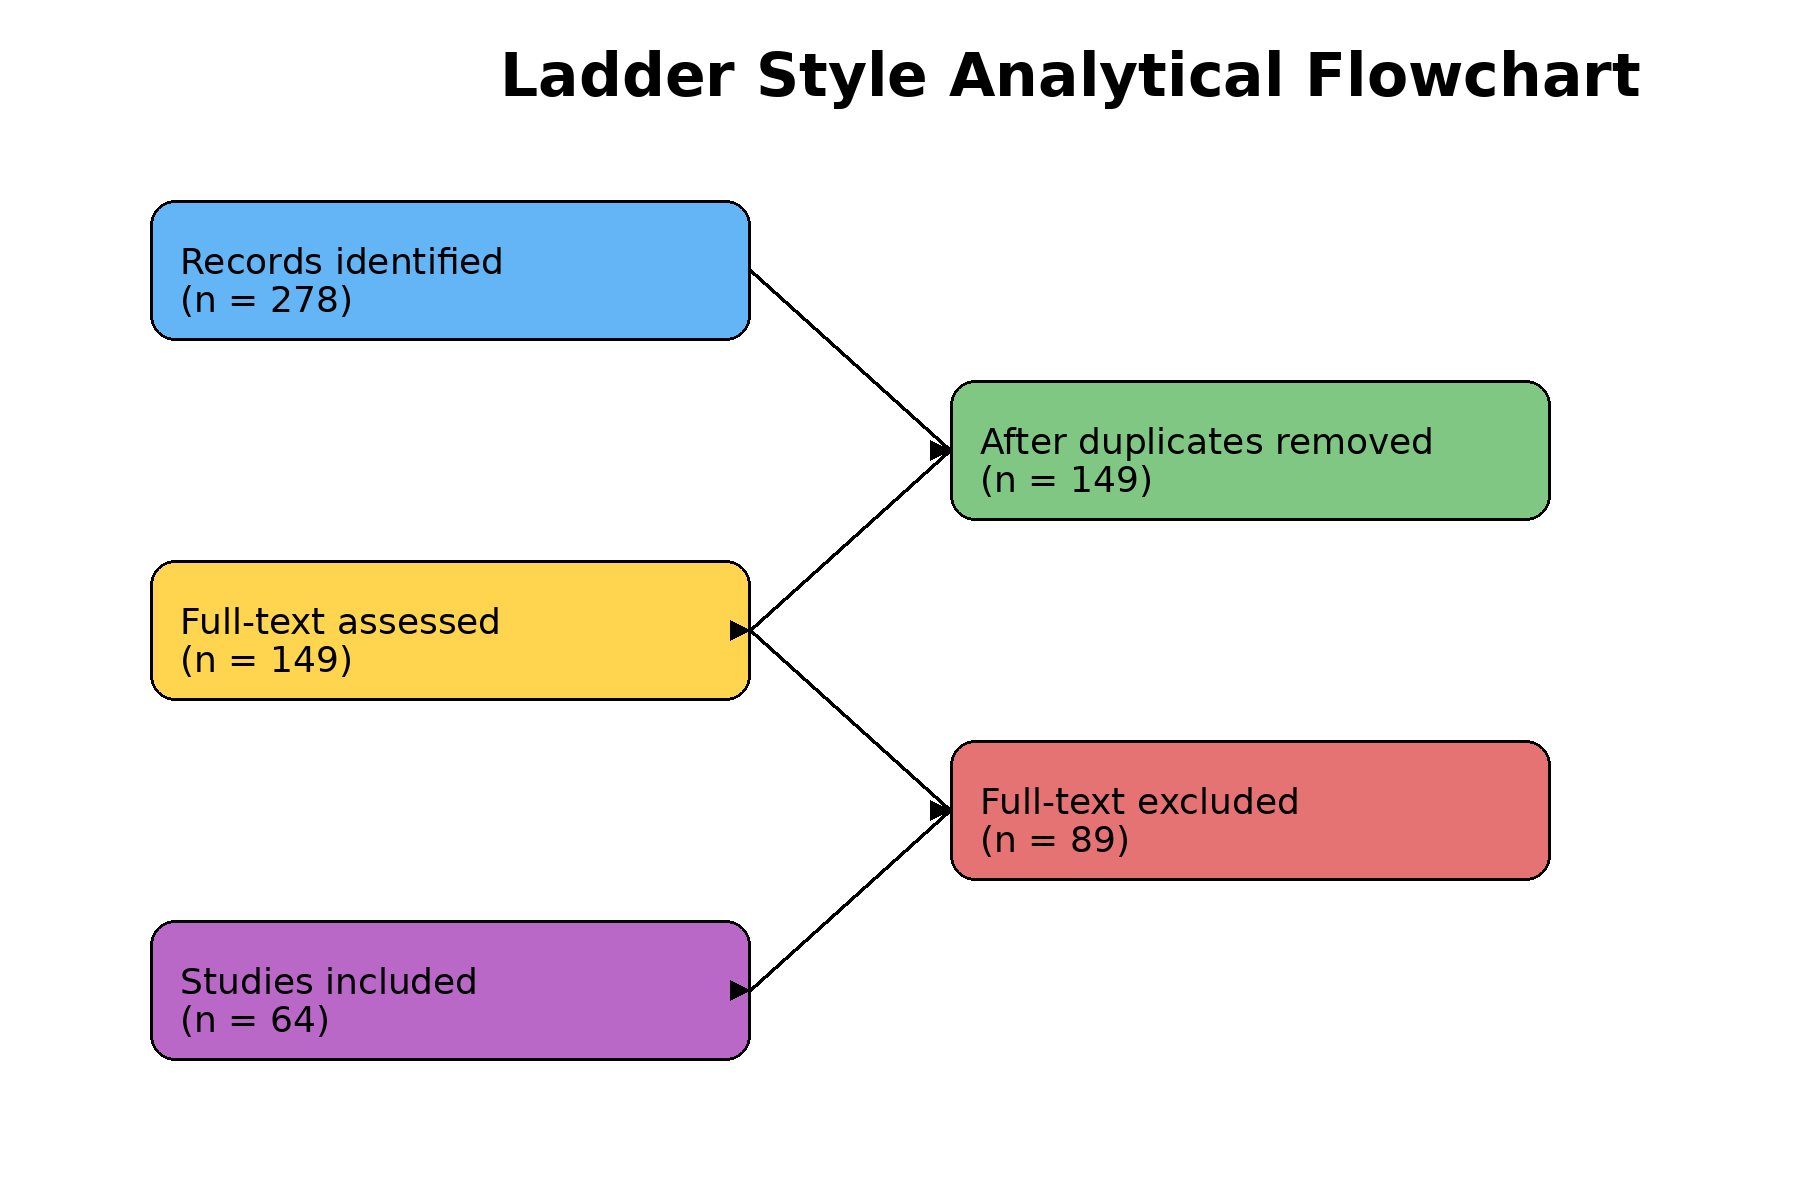 Ladder Style Analytical Flowchart
Records identified
(n = 278)
After duplicates removed
(n = 149)
Full-text assessed
(n = 149)
Full-text excluded
(n = 89)
Studies included
(n = 64)